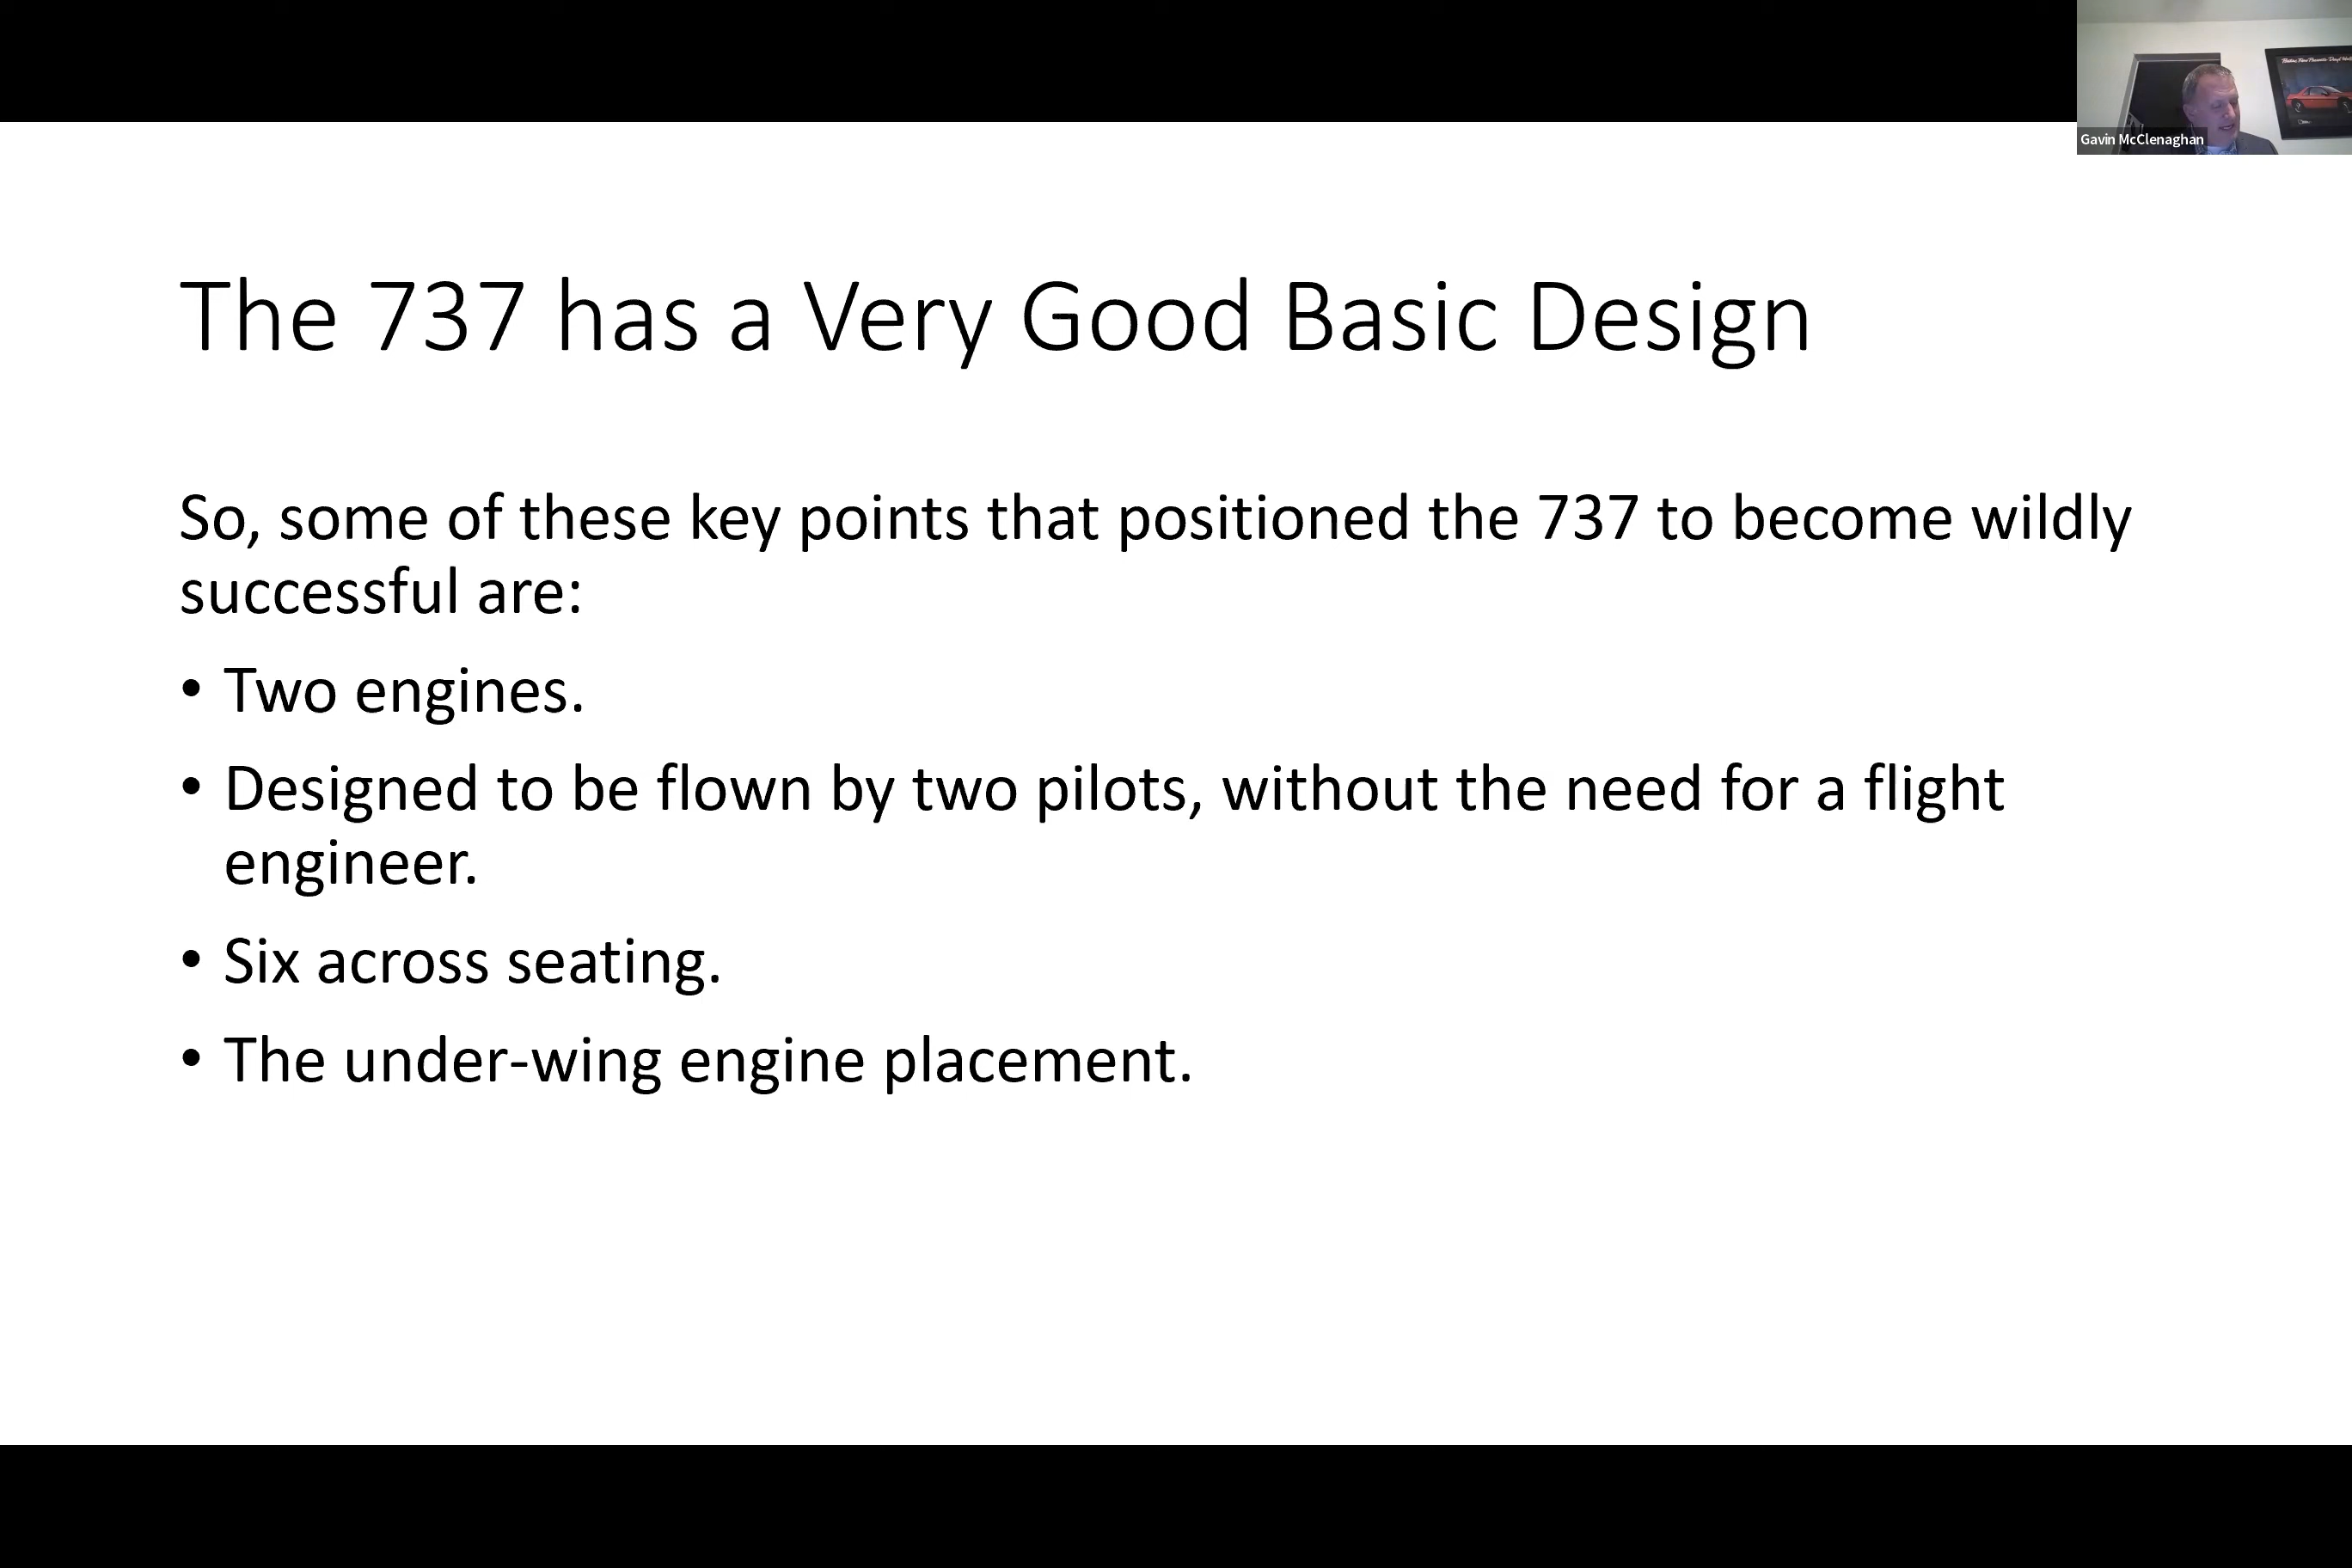 Gavin McClenaghan
The 737 has a Very Good Basic Design
So, some of these key points that positioned the 737 to become wildly
successful are:
• Two engines.
• Designed to be flown by two pilots, without the need for a flight
engineer.
• Six across seating.
• The under-wing engine placement.